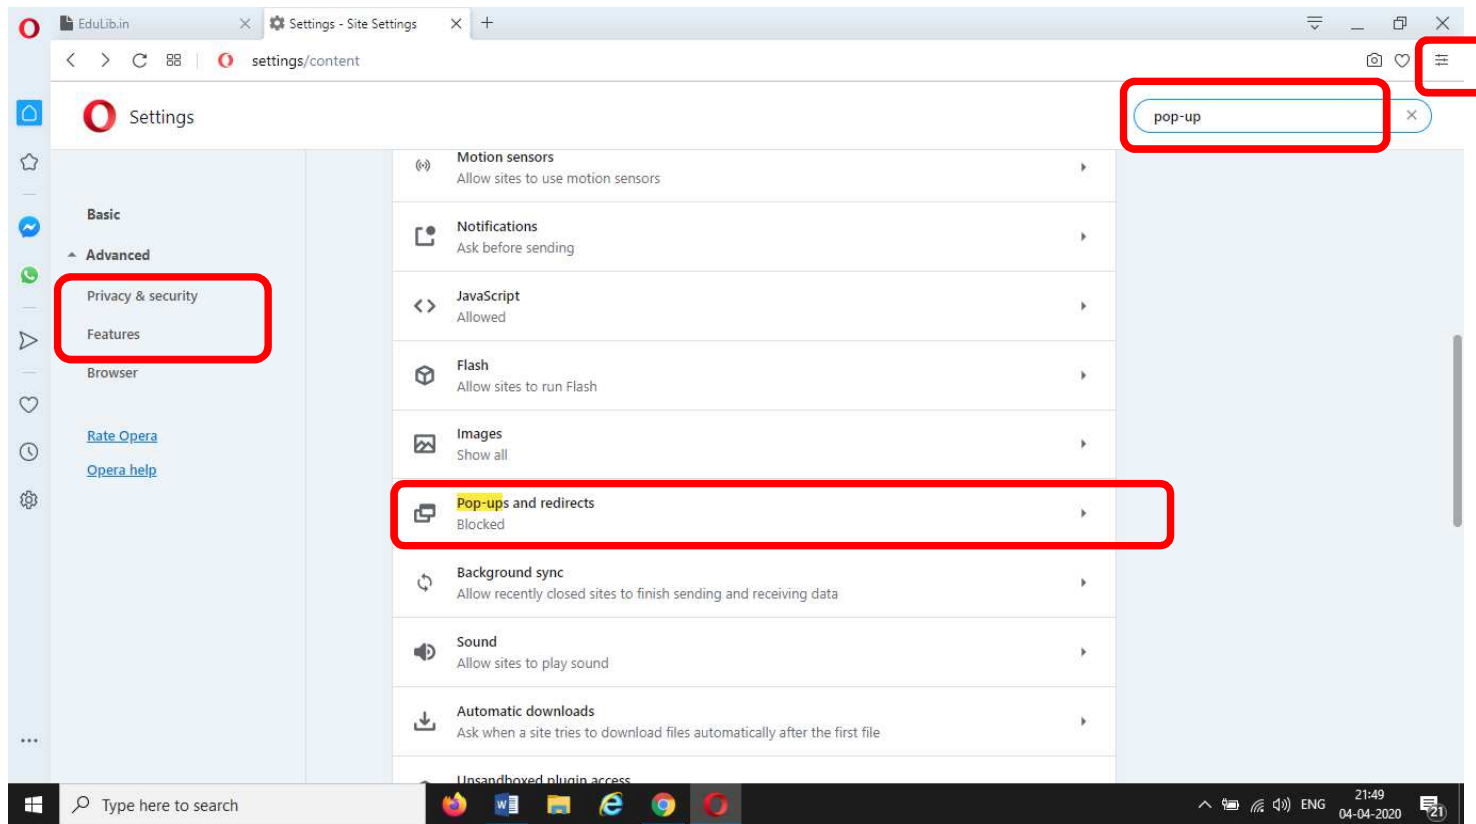 EduLib.in
Settings - Site Settings
settings/content
Settings
pop-up
Basic
Advanced
Privacy & security
Features
Browser
Rate Opera
Opera help
Motion sensors
Allow sites to use motion sensors
Notifications
Ask before sending
JavaScript
Allowed
Flash
Allow sites to run Flash
Images
Show all
Pop-ups and redirects
Blocked
Background sync
Allow recently closed sites to finish sending and receiving data
Sound
Allow sites to play sound
Automatic downloads
Ask when a site tries to download files automatically after the first file
Unsandboxed plugin access
Type here to search
ENG
21:49
04-04-2020
21